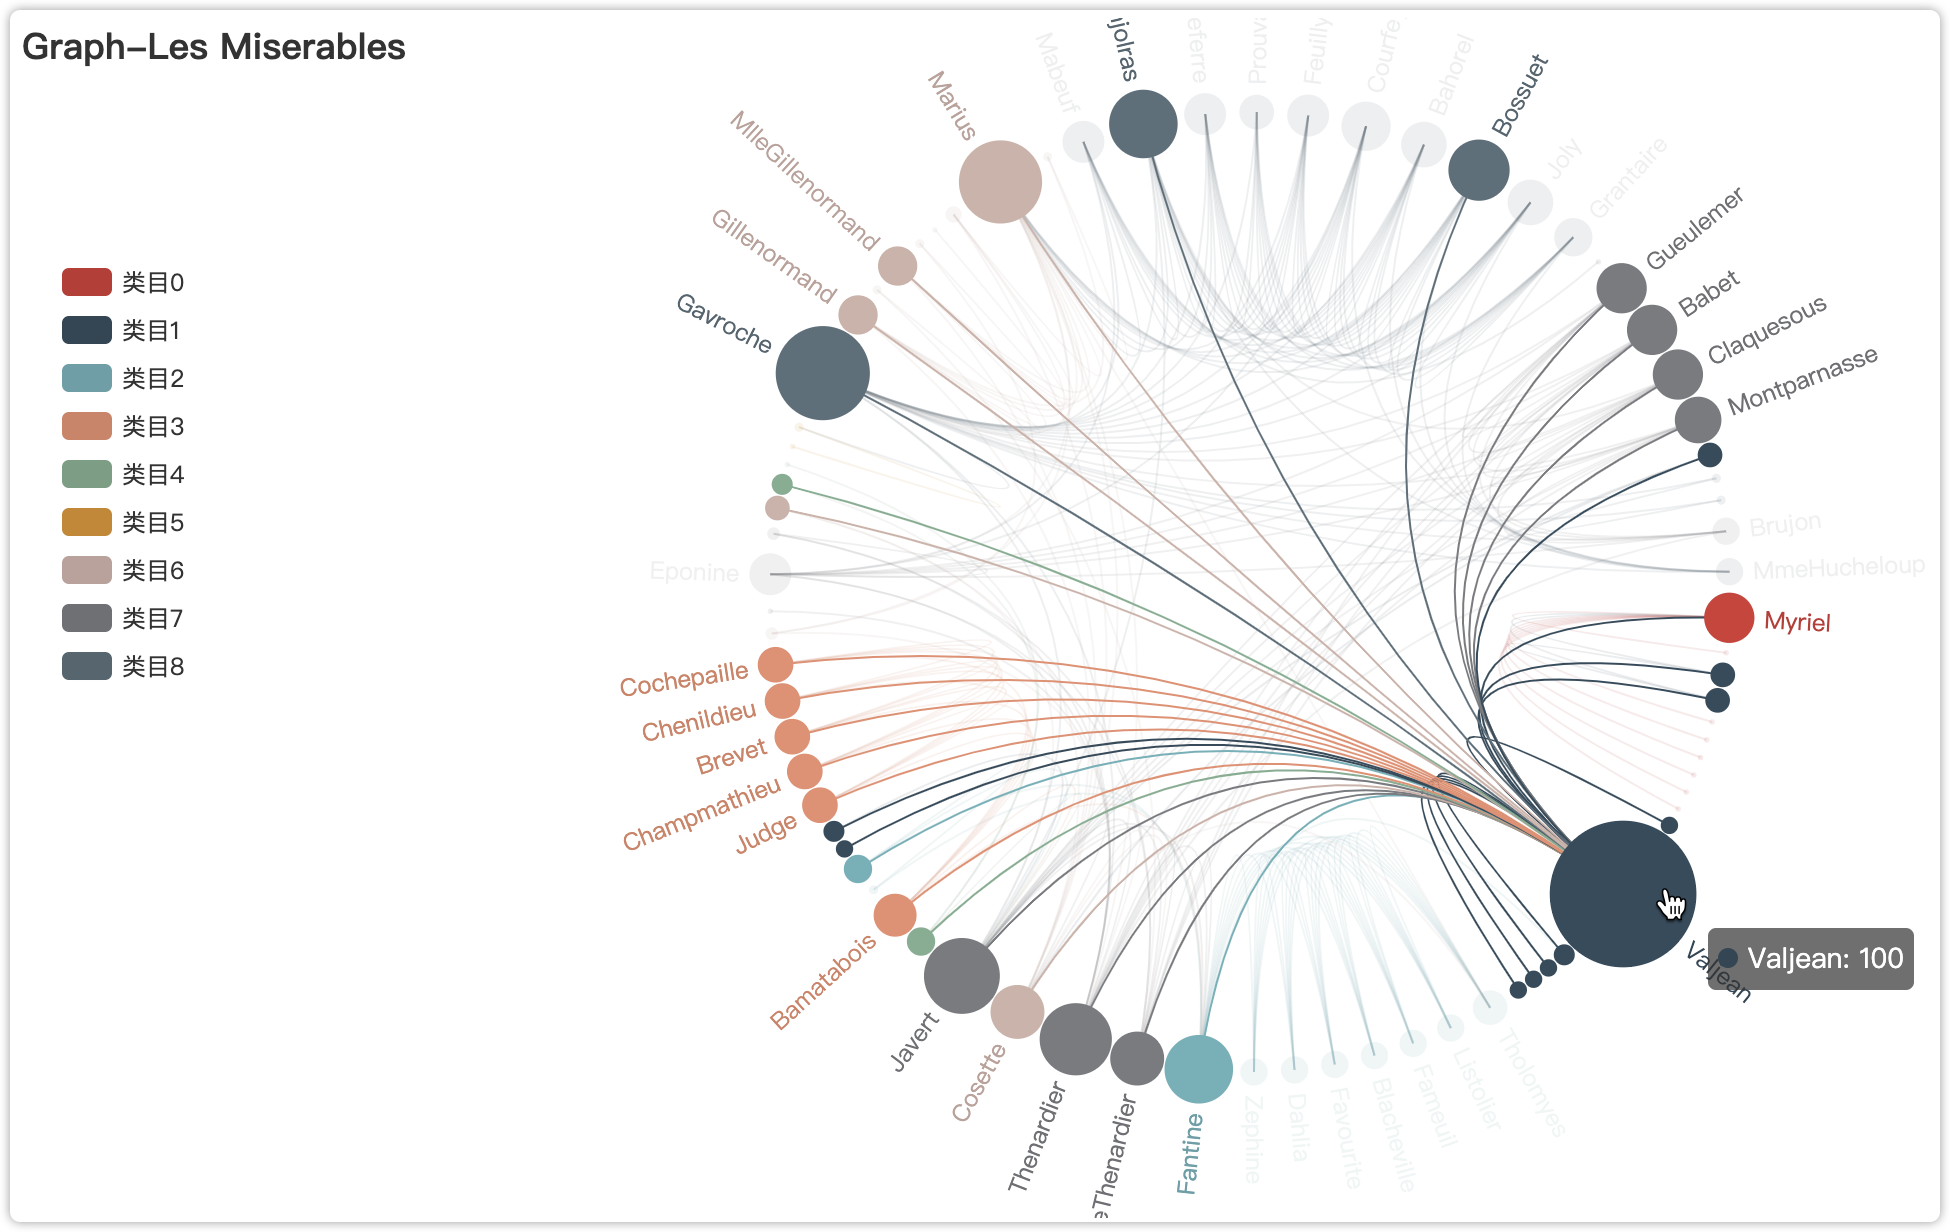 Graph-Les Miserables
类目0
类目1
类目2
类目3
类目4
类目5
类目6
类目7
类目8
Mabeuf
jolras
eferre
Prouv
Feuilly
Courfe
Bahorel
Bossuet
Joly
Grantaire
Gueulemer
Babet
Claquesous
Montparnasse
Brujon
MmeHucheloup
Myriel
Valjean
Valjean: 100
Tholomyes
Listolier
Fameuil
Blacheville
Favourite
Dahlia
Zephine
Fantine
eThenardier
Thenardier
Cosette
Javert
Bamatabois
Judge
Champmathieu
Brevet
Chenildieu
Cochepaille
Eponine
Gavroche
Gillenormand
MlleGillenormand
Marius